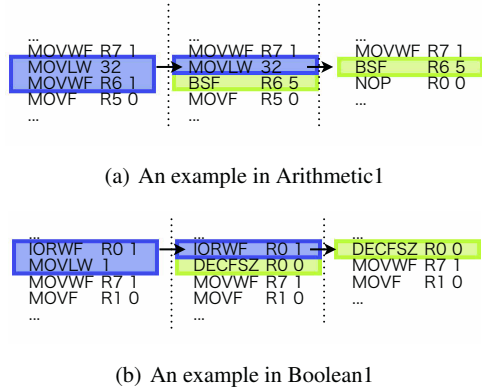 ...
MOVWF R7 1
MOVLW 32
MOVWF R6 1
MOVF R5 0
...
...
MOVWF R7 1
MOVLW 32
BSF R6 5
MOVF R5 0
...
...
MOVWF R7 1
BSF R6 5
NOP R0 0
...
(a) An example in Arithmetic1
...
IORWF R0 1
MOVLW 1
MOVWF R7 1
MOVF R1 0
...
...
IORWF R0 1
DECFSZ R0 0
MOVWF R7 1
MOVF R1 0
...
...
DECFSZ R0 0
MOVWF R7 1
MOVF R1 0
...
(b) An example in Boolean1